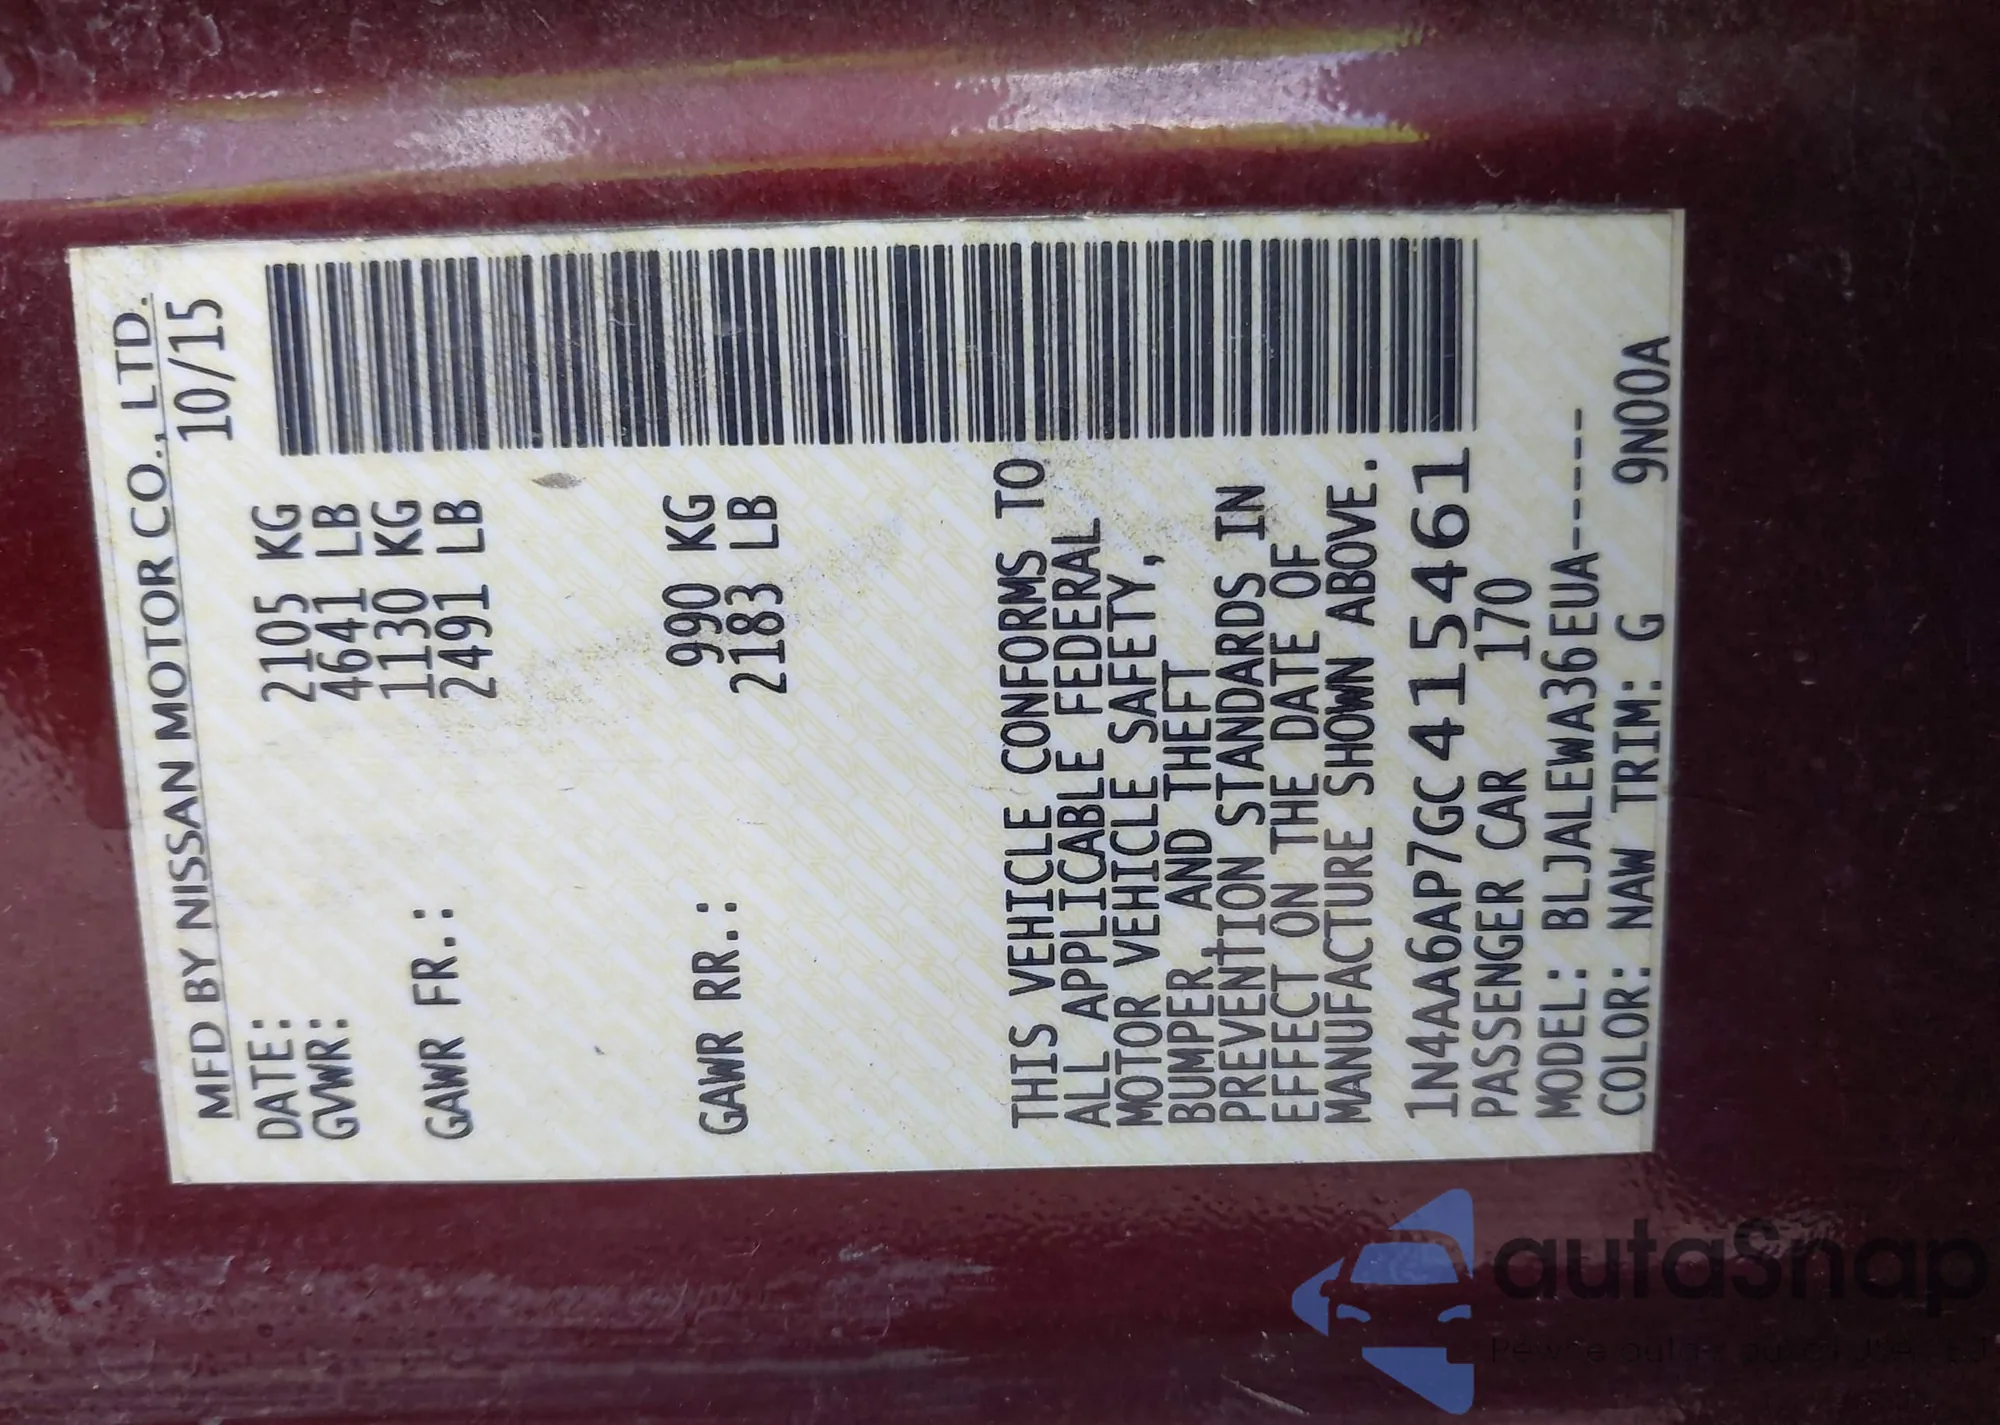 MFD BY NISSAN MOTOR CO., LTD.
DATE: 10/15
GVWR: 2105 KG
4641 LB
GAWR FR.: 1130 KG
2491 LB
GAWR RR.: 990 KG
2183 LB
THIS VEHICLE CONFORMS TO
ALL APPLICABLE FEDERAL
MOTOR VEHICLE SAFETY,
BUMPER AND THEFT
PREVENTION STANDARDS IN
EFFECT ON THE DATE OF
MANUFACTURE SHOWN ABOVE.
1N4AA6AP7GC415461
PASSENGER CAR 170
MODEL: BLJALEWA36EUA-----
COLOR: NAW TRIM: G 9N00A
autaSnap